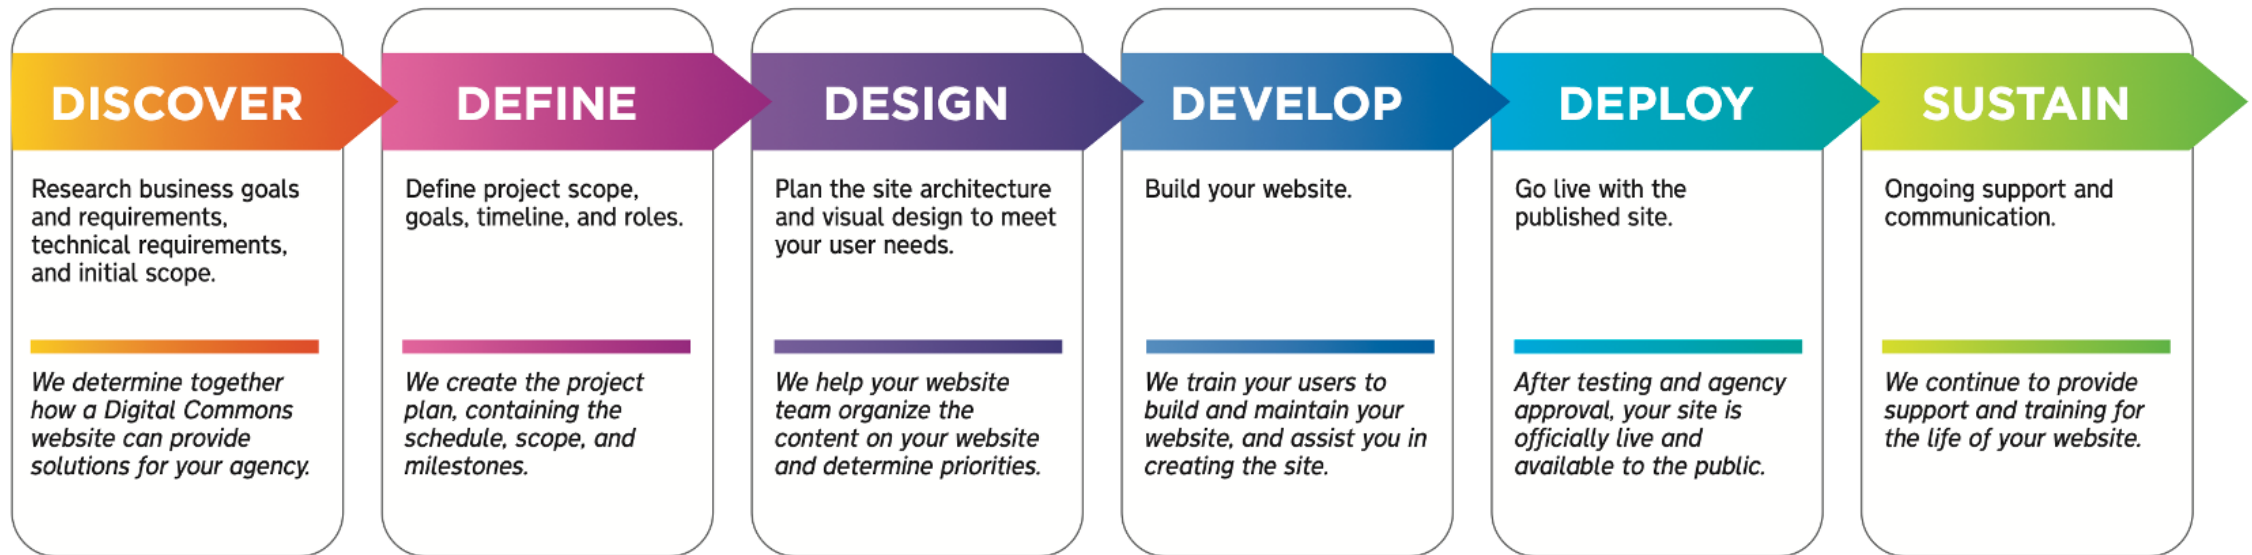 DISCOVER
Research business goals
and requirements,
technical requirements,
and initial scope.
We determine together
how a Digital Commons
website can provide
solutions for your agency.
DEFINE
Define project scope,
goals, timeline, and roles.
We create the project
plan, containing the
schedule, scope, and
milestones.
DESIGN
Plan the site architecture
and visual design to meet
your user needs.
We help your website
team organize the
content on your website
and determine priorities.
DEVELOP
Build your website.
We train your users to
build and maintain your
website, and assist you in
creating the site.
DEPLOY
Go live with the
published site.
After testing and agency
approval, your site is
officially live and
available to the public.
SUSTAIN
Ongoing support and
communication.
We continue to provide
support and training for
the life of your website.